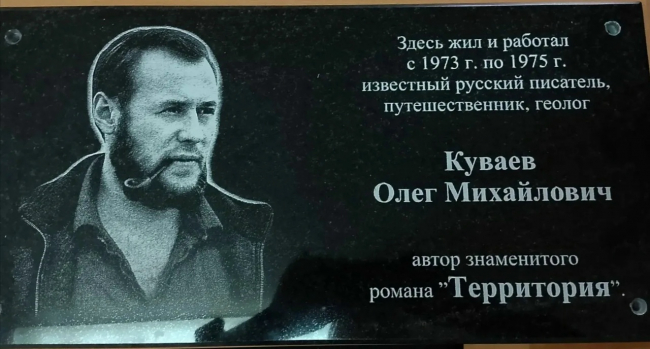 Здесь жил и работал
с 1973 г. по 1975 г.
известный русский писатель,
путешественник, геолог
Куваев
Олег Михайлович
автор знаменитого
романа "Территория".